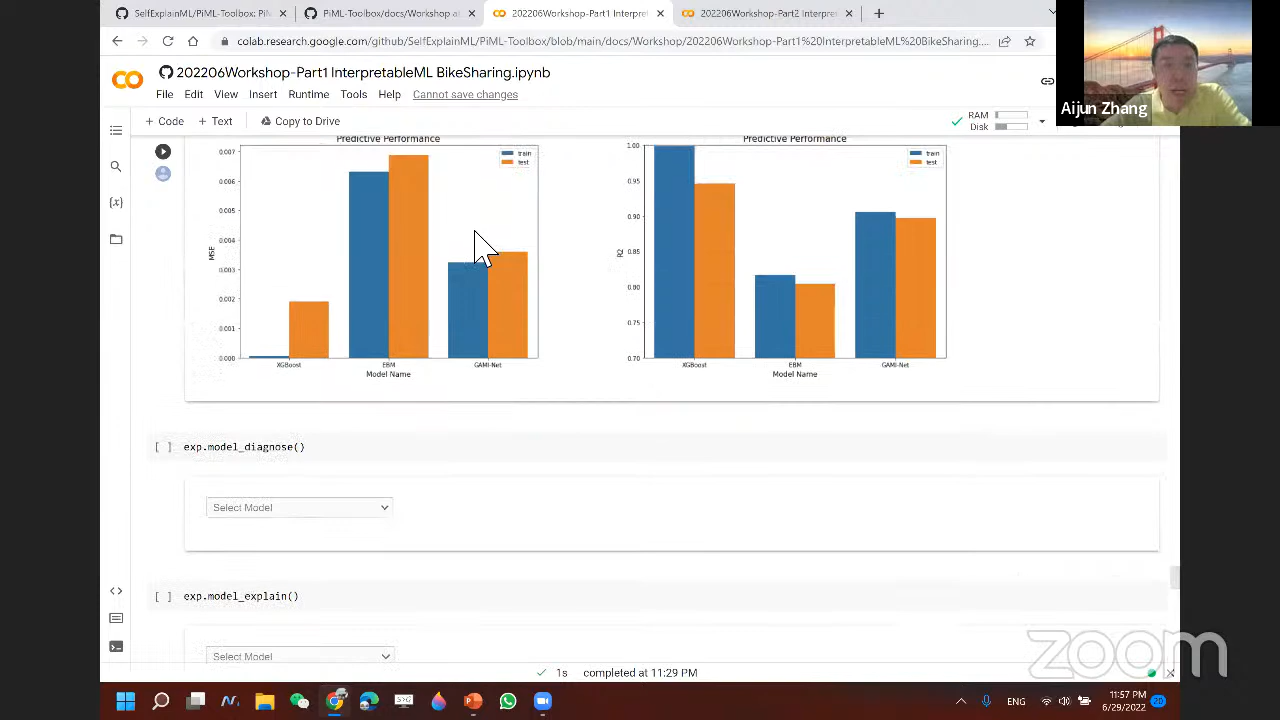 SelfExplainML/PiML-Toolbox: PiM
PiML-Toolbox/docs/Workshop a
202206Workshop-Part1 Interpret
202206Workshop-Part2 Interpret
colab.research.google.com/github/SelfExplainML/PiML-Toolbox/blob/main/docs/Workshop/202206Workshop-Part1%20InterpretableML%20BikeSharing....
202206Workshop-Part1 InterpretableML BikeSharing.ipynb
File Edit View Insert Runtime Tools Help Cannot save changes
Aijun Zhang
+ Code + Text Copy to Drive
RAM
Disk
Predictive Performance
Predictive Performance
train
test
0.007
0.006
0.005
0.004
0.003
0.002
0.001
0.000
MSE
XGBoost EBM GAMI-Net
Model Name
train
test
1.00
0.95
0.90
0.85
0.80
0.75
0.70
R2
XGBoost EBM GAMI-Net
Model Name
[ ] exp.model_diagnose()
Select Model
[ ] exp.model_explain()
Select Model
zoom
1s completed at 11:29 PM
ENG
11:57 PM
6/29/2022
20